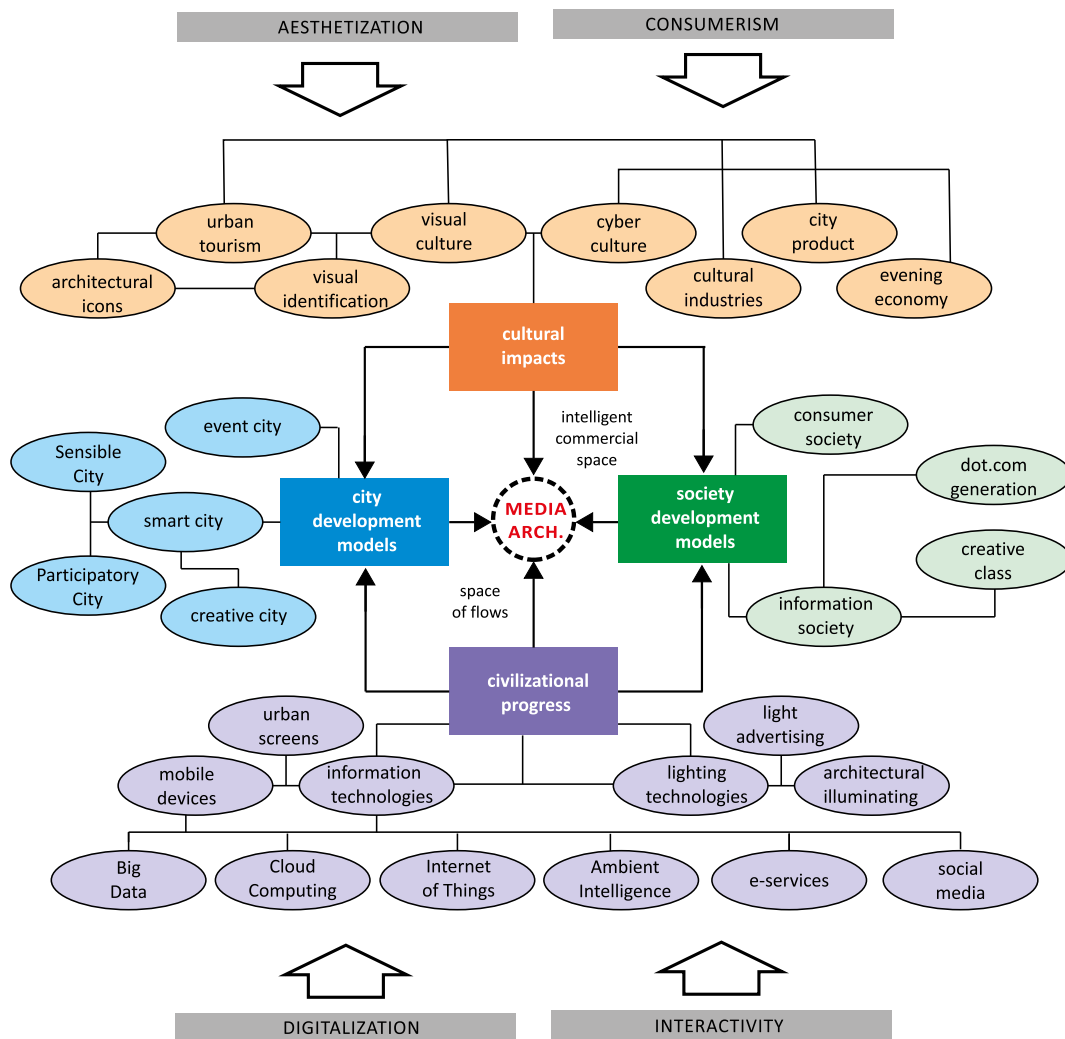 AESTHETIZATION
CONSUMERISM
urban
tourism
visual
culture
cyber
culture
city
product
architectural
icons
visual
identification
cultural
industries
evening
economy
cultural
impacts
event city
intelligent
commercial
space
consumer
society
Sensible
City
dot.com
generation
smart city
city
development
models
MEDIA
ARCH.
society
development
models
Participatory
City
creative city
space
of flows
information
society
creative
class
civilizational
progress
urban
screens
light
advertising
mobile
devices
information
technologies
lighting
technologies
architectural
illuminating
Big
Data
Cloud
Computing
Internet
of Things
Ambient
Intelligence
e-services
social
media
DIGITALIZATION
INTERACTIVITY